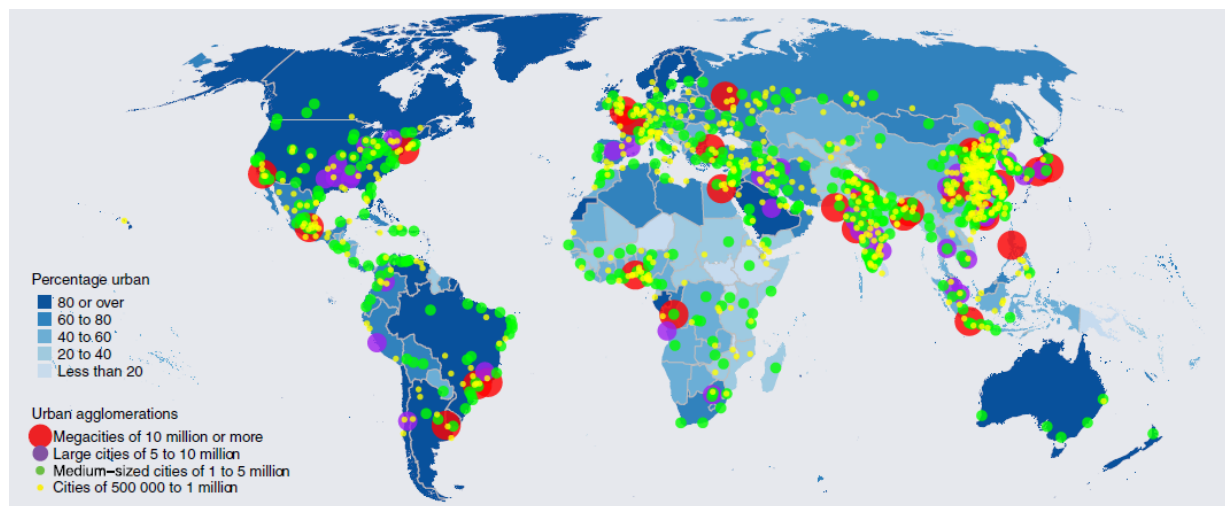 Percentage urban
80 or over
60 to 80
40 to 60
20 to 40
Less than 20
Urban agglomerations
Megacities of 10 million or more
Large cities of 5 to 10 million
Medium−sized cities of 1 to 5 million
Cities of 500 000 to 1 million